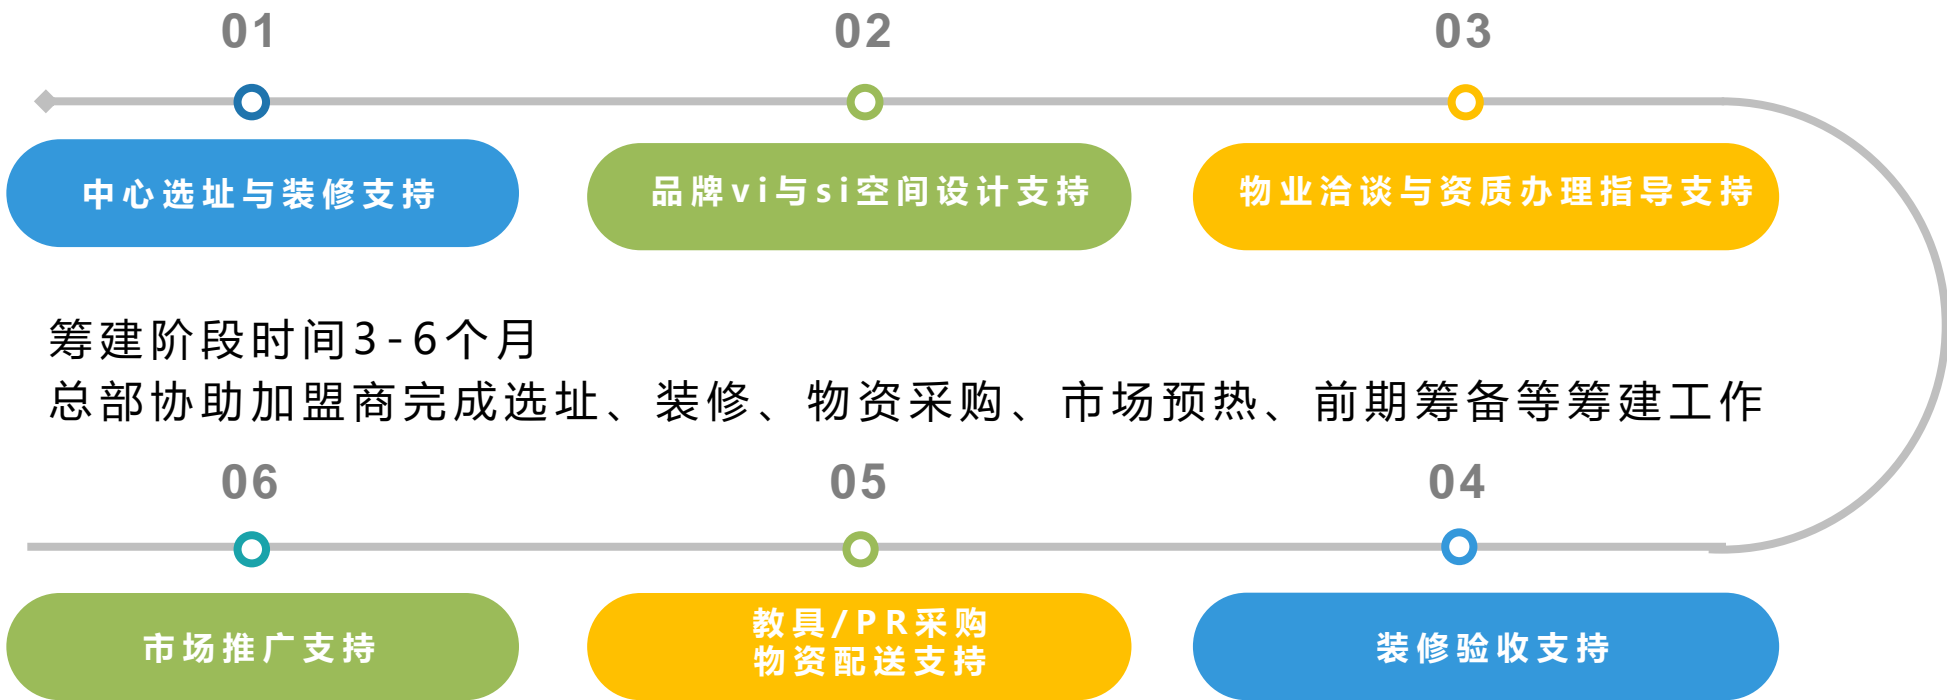 01
02
03
中心选址与装修支持
品牌vi与si空间设计支持
物业洽谈与资质办理指导支持
筹建阶段时间3-6个月
总部协助加盟商完成选址、装修、物资采购、市场预热、前期筹备等筹建工作
06
05
04
市场推广支持
教具/PR采购
物资配送支持
装修验收支持